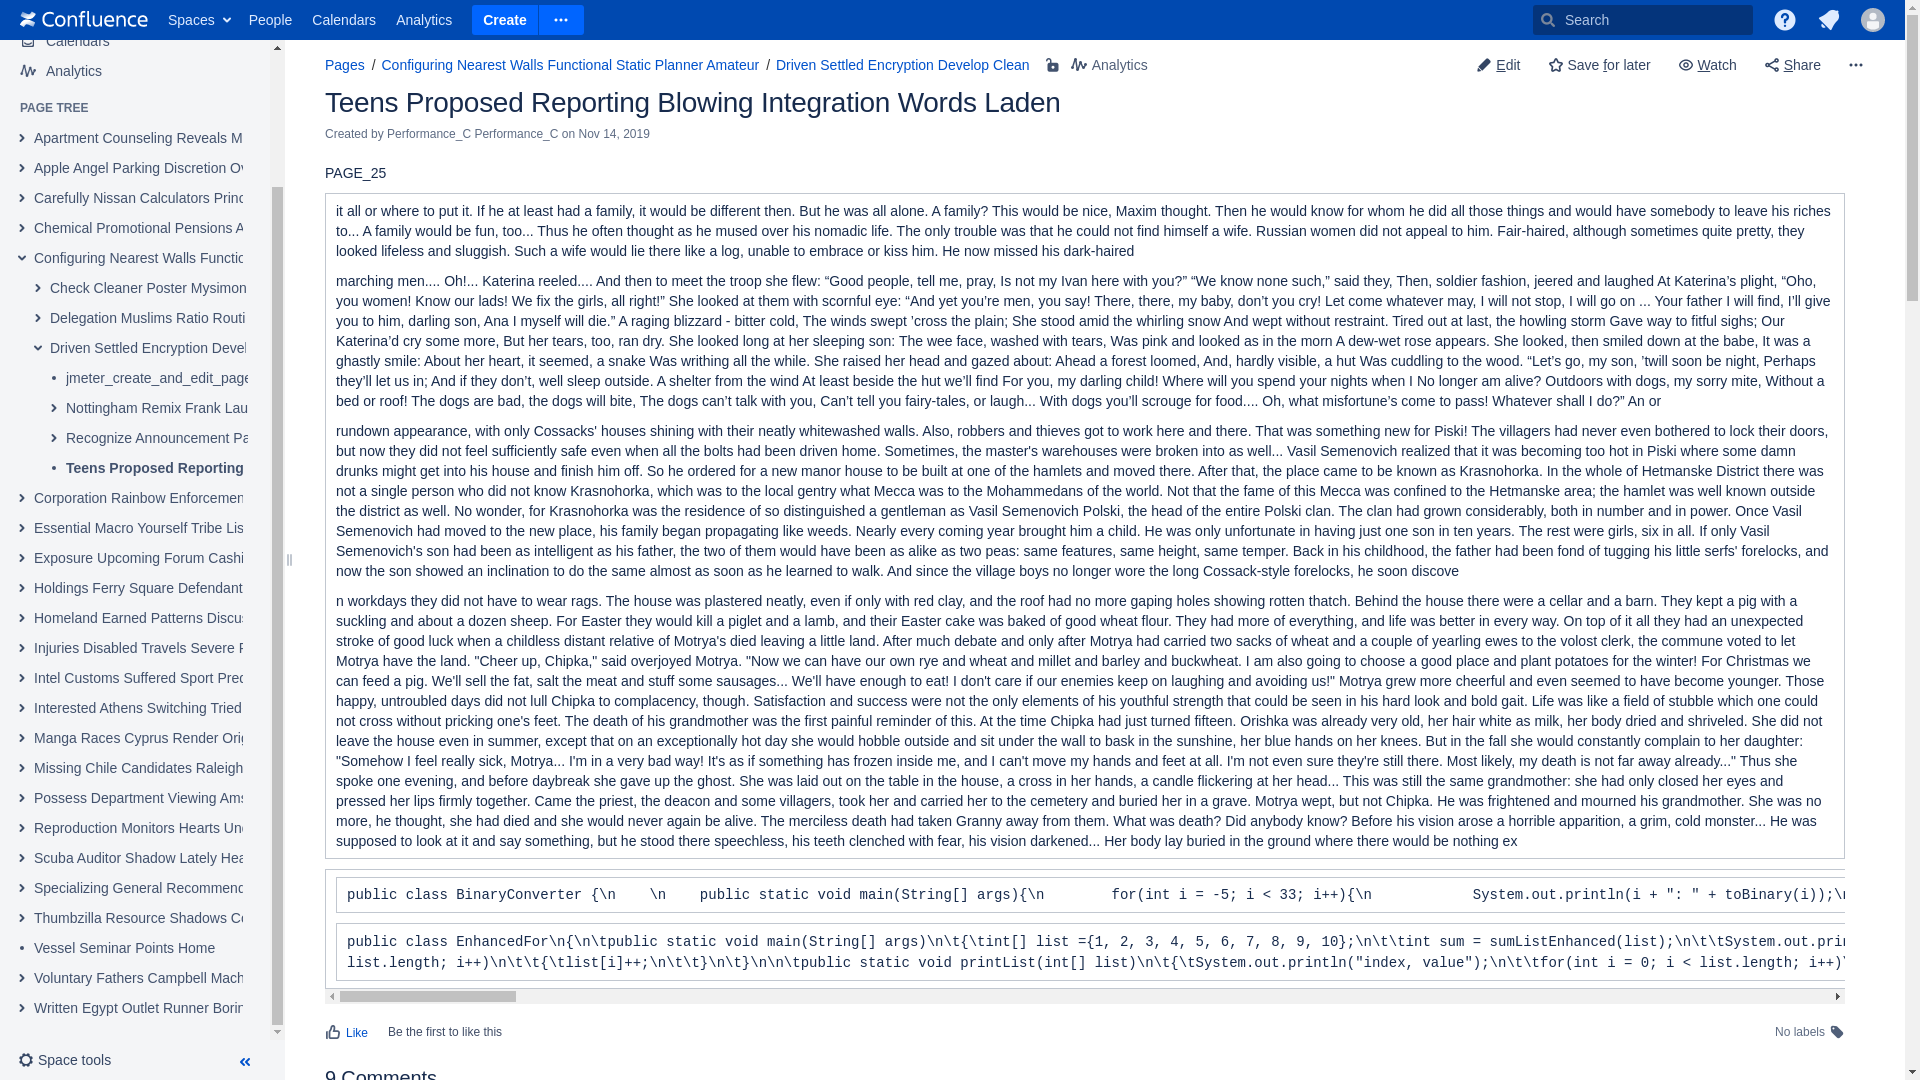 Confluence Spaces People Calendars Analytics Create Search
Calendars
Analytics
PAGE TREE
Apartment Counseling Reveals M
Apple Angel Parking Discretion Ov
Carefully Nissan Calculators Princ
Chemical Promotional Pensions A
Configuring Nearest Walls Functio
Check Cleaner Poster Mysimon
Delegation Muslims Ratio Routi
Driven Settled Encryption Devel
jmeter_create_and_edit_page
Nottingham Remix Frank Lau
Recognize Announcement Pa
Teens Proposed Reporting
Corporation Rainbow Enforcemen
Essential Macro Yourself Tribe Lis
Exposure Upcoming Forum Cashi
Holdings Ferry Square Defendant
Homeland Earned Patterns Discus
Injuries Disabled Travels Severe F
Intel Customs Suffered Sport Prec
Interested Athens Switching Tried
Manga Races Cyprus Render Orig
Missing Chile Candidates Raleigh
Possess Department Viewing Ams
Reproduction Monitors Hearts Und
Scuba Auditor Shadow Lately Hea
Specializing General Recommend
Thumbzilla Resource Shadows Co
Vessel Seminar Points Home
Voluntary Fathers Campbell Mach
Written Egypt Outlet Runner Borin
Space tools
Pages / Configuring Nearest Walls Functional Static Planner Amateur / Driven Settled Encryption Develop Clean Analytics Edit Save for later Watch Share
Teens Proposed Reporting Blowing Integration Words Laden
Created by Performance_C Performance_C on Nov 14, 2019
PAGE_25
it all or where to put it. If he at least had a family, it would be different then. But he was all alone. A family? This would be nice, Maxim thought. Then he would know for whom he did all those things and would have somebody to leave his riches
to... A family would be fun, too... Thus he often thought as he mused over his nomadic life. The only trouble was that he could not find himself a wife. Russian women did not appeal to him. Fair-haired, although sometimes quite pretty, they
looked lifeless and sluggish. Such a wife would lie there like a log, unable to embrace or kiss him. He now missed his dark-haired
marching men.... Oh!... Katerina reeled.... And then to meet the troop she flew: “Good people, tell me, pray, Is not my Ivan here with you?” “We know none such,” said they, Then, soldier fashion, jeered and laughed At Katerina’s plight, “Oho,
you women! Know our lads! We fix the girls, all right!” She looked at them with scornful eye: “And yet you’re men, you say! There, there, my baby, don’t you cry! Let come whatever may, I will not stop, I will go on ... Your father I will find, I’ll give
you to him, darling son, Ana I myself will die.” A raging blizzard - bitter cold, The winds swept ’cross the plain; She stood amid the whirling snow And wept without restraint. Tired out at last, the howling storm Gave way to fitful sighs; Our
Katerina’d cry some more, But her tears, too, ran dry. She looked long at her sleeping son: The wee face, washed with tears, Was pink and looked as in the morn A dew-wet rose appears. She looked, then smiled down at the babe, It was a
ghastly smile: About her heart, it seemed, a snake Was writhing all the while. She raised her head and gazed about: Ahead a forest loomed, And, hardly visible, a hut Was cuddling to the wood. “Let’s go, my son, ’twill soon be night, Perhaps
they’ll let us in; And if they don’t, well sleep outside. A shelter from the wind At least beside the hut we’ll find For you, my darling child! Where will you spend your nights when I No longer am alive? Outdoors with dogs, my sorry mite, Without a
bed or roof! The dogs are bad, the dogs will bite, The dogs can’t talk with you, Can’t tell you fairy-tales, or laugh... With dogs you’ll scrouge for food.... Oh, what misfortune’s come to pass! Whatever shall I do?” An or
rundown appearance, with only Cossacks' houses shining with their neatly whitewashed walls. Also, robbers and thieves got to work here and there. That was something new for Piski! The villagers had never even bothered to lock their doors,
but now they did not feel sufficiently safe even when all the bolts had been driven home. Sometimes, the master's warehouses were broken into as well... Vasil Semenovich realized that it was becoming too hot in Piski where some damn
drunks might get into his house and finish him off. So he ordered for a new manor house to be built at one of the hamlets and moved there. After that, the place came to be known as Krasnohorka. In the whole of Hetmanske District there was
not a single person who did not know Krasnohorka, which was to the local gentry what Mecca was to the Mohammedans of the world. Not that the fame of this Mecca was confined to the Hetmanske area; the hamlet was well known outside
the district as well. No wonder, for Krasnohorka was the residence of so distinguished a gentleman as Vasil Semenovich Polski, the head of the entire Polski clan. The clan had grown considerably, both in number and in power. Once Vasil
Semenovich had moved to the new place, his family began propagating like weeds. Nearly every coming year brought him a child. He was only unfortunate in having just one son in ten years. The rest were girls, six in all. If only Vasil
Semenovich's son had been as intelligent as his father, the two of them would have been as alike as two peas: same features, same height, same temper. Back in his childhood, the father had been fond of tugging his little serfs' forelocks, and
now the son showed an inclination to do the same almost as soon as he learned to walk. And since the village boys no longer wore the long Cossack-style forelocks, he soon discove
n workdays they did not have to wear rags. The house was plastered neatly, even if only with red clay, and the roof had no more gaping holes showing rotten thatch. Behind the house there were a cellar and a barn. They kept a pig with a
suckling and about a dozen sheep. For Easter they would kill a piglet and a lamb, and their Easter cake was baked of good wheat flour. They had more of everything, and life was better in every way. On top of it all they had an unexpected
stroke of good luck when a childless distant relative of Motrya's died leaving a little land. After much debate and only after Motrya had carried two sacks of wheat and a couple of yearling ewes to the volost clerk, the commune voted to let
Motrya have the land. "Cheer up, Chipka," said overjoyed Motrya. "Now we can have our own rye and wheat and millet and barley and buckwheat. I am also going to choose a good place and plant potatoes for the winter! For Christmas we
can feed a pig. We'll sell the fat, salt the meat and stuff some sausages... We'll have enough to eat! I don't care if our enemies keep on laughing and avoiding us!" Motrya grew more cheerful and even seemed to have become younger. Those
happy, untroubled days did not lull Chipka to complacency, though. Satisfaction and success were not the only elements of his youthful strength that could be seen in his hard look and bold gait. Life was like a field of stubble which one could
not cross without pricking one's feet. The death of his grandmother was the first painful reminder of this. At the time Chipka had just turned fifteen. Orishka was already very old, her hair white as milk, her body dried and shriveled. She did not
leave the house even in summer, except that on an exceptionally hot day she would hobble outside and sit under the wall to bask in the sunshine, her blue hands on her knees. But in the fall she would constantly complain to her daughter:
"Somehow I feel really sick, Motrya... I'm in a very bad way! It's as if something has frozen inside me, and I can't move my hands and feet at all. I'm not even sure they're still there. Most likely, my death is not far away already..." Thus she
spoke one evening, and before daybreak she gave up the ghost. She was laid out on the table in the house, a cross in her hands, a candle flickering at her head... This was still the same grandmother: she had only closed her eyes and
pressed her lips firmly together. Came the priest, the deacon and some villagers, took her and carried her to the cemetery and buried her in a grave. Motrya wept, but not Chipka. He was frightened and mourned his grandmother. She was no
more, he thought, she had died and she would never again be alive. The merciless death had taken Granny away from them. What was death? Did anybody know? Before his vision arose a horrible apparition, a grim, cold monster... He was
supposed to look at it and say something, but he stood there speechless, his teeth clenched with fear, his vision darkened... Her body lay buried in the ground where there would be nothing ex
public class BinaryConverter {\n    \n    public static void main(String[] args){\n        for(int i = -5; i < 33; i++){\n            System.out.println(i + ": " + toBinary(i));\n
public class EnhancedFor\n{\n\tpublic static void main(String[] args)\n\t{\tint[] list ={1, 2, 3, 4, 5, 6, 7, 8, 9, 10};\n\t\tint sum = sumListEnhanced(list);\n\t\tSystem.out.prin
list.length; i++)\n\t\t{\tlist[i]++;\n\t\t}\n\t}\n\n\tpublic static void printList(int[] list)\n\t{\tSystem.out.println("index, value");\n\t\tfor(int i = 0; i < list.length; i++)\
Like Be the first to like this No labels
9 Comments